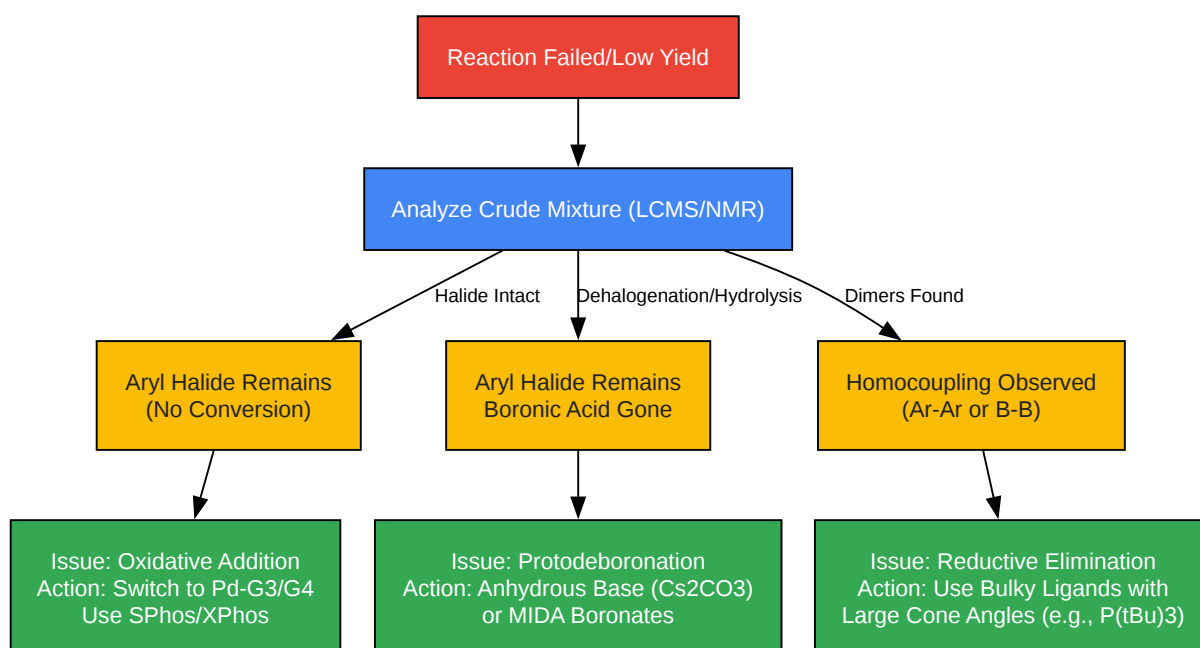 Reaction Failed/Low Yield
Analyze Crude Mixture (LCMS/NMR)
Halide Intact
Dehalogenation/Hydrolysis
Dimers Found
Aryl Halide Remains
(No Conversion)
Aryl Halide Remains
Boronic Acid Gone
Homocoupling Observed
(Ar-Ar or B-B)
Issue: Oxidative Addition
Action: Switch to Pd-G3/G4
Use SPhos/XPhos
Issue: Protodeboronation
Action: Anhydrous Base (Cs2CO3)
or MIDA Boronates
Issue: Reductive Elimination
Action: Use Bulky Ligands with
Large Cone Angles (e.g., P(tBu)3)